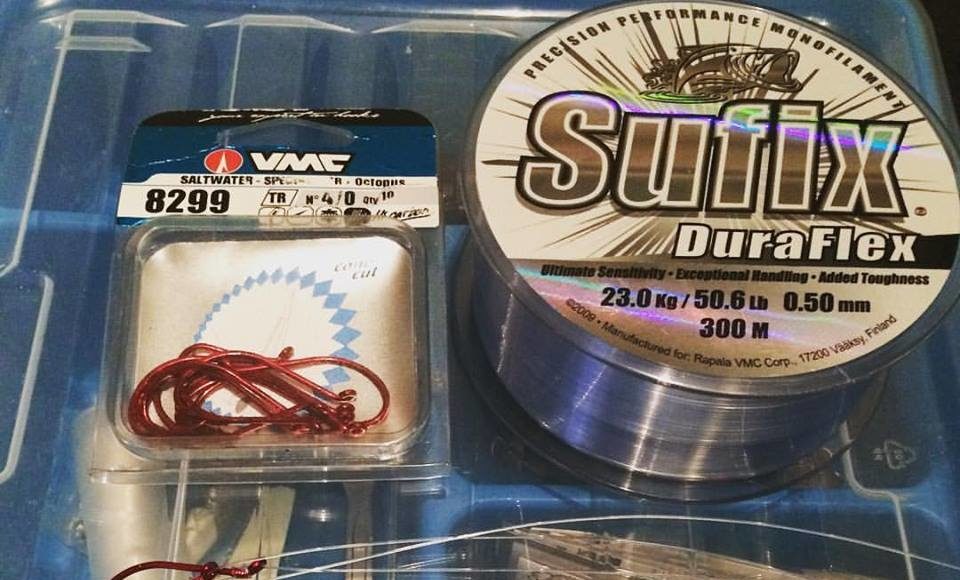 VMC
SALTWATER - Octopus
8299 TR N° 4/0 QTY 10
cut
PRECISION PERFORMANCE MONOFILAMENT
Sufix
DuraFlex
Ultimate Sensitivity • Exceptional Handling • Added Toughness
23.0 Kg / 50.6 Lb 0.50 mm
300 M
©2009 • Manufactured for: Rapala VMC Corp., 17200 Vääksy, Finland